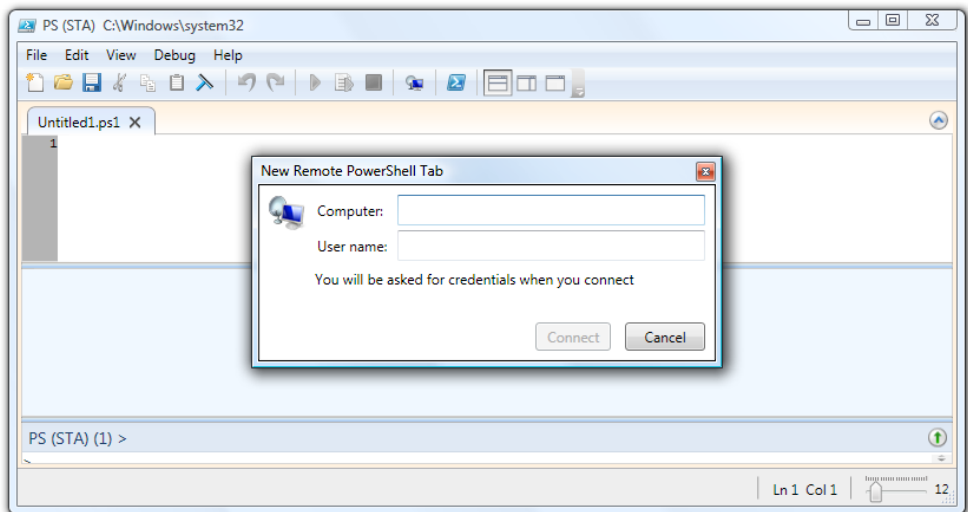 PS (STA) C:\Windows\system32
File Edit View Debug Help
Untitled1.ps1
1
New Remote PowerShell Tab
Computer:
User name:
You will be asked for credentials when you connect
Connect Cancel
PS (STA) (1) >
>
Ln 1 Col 1 12